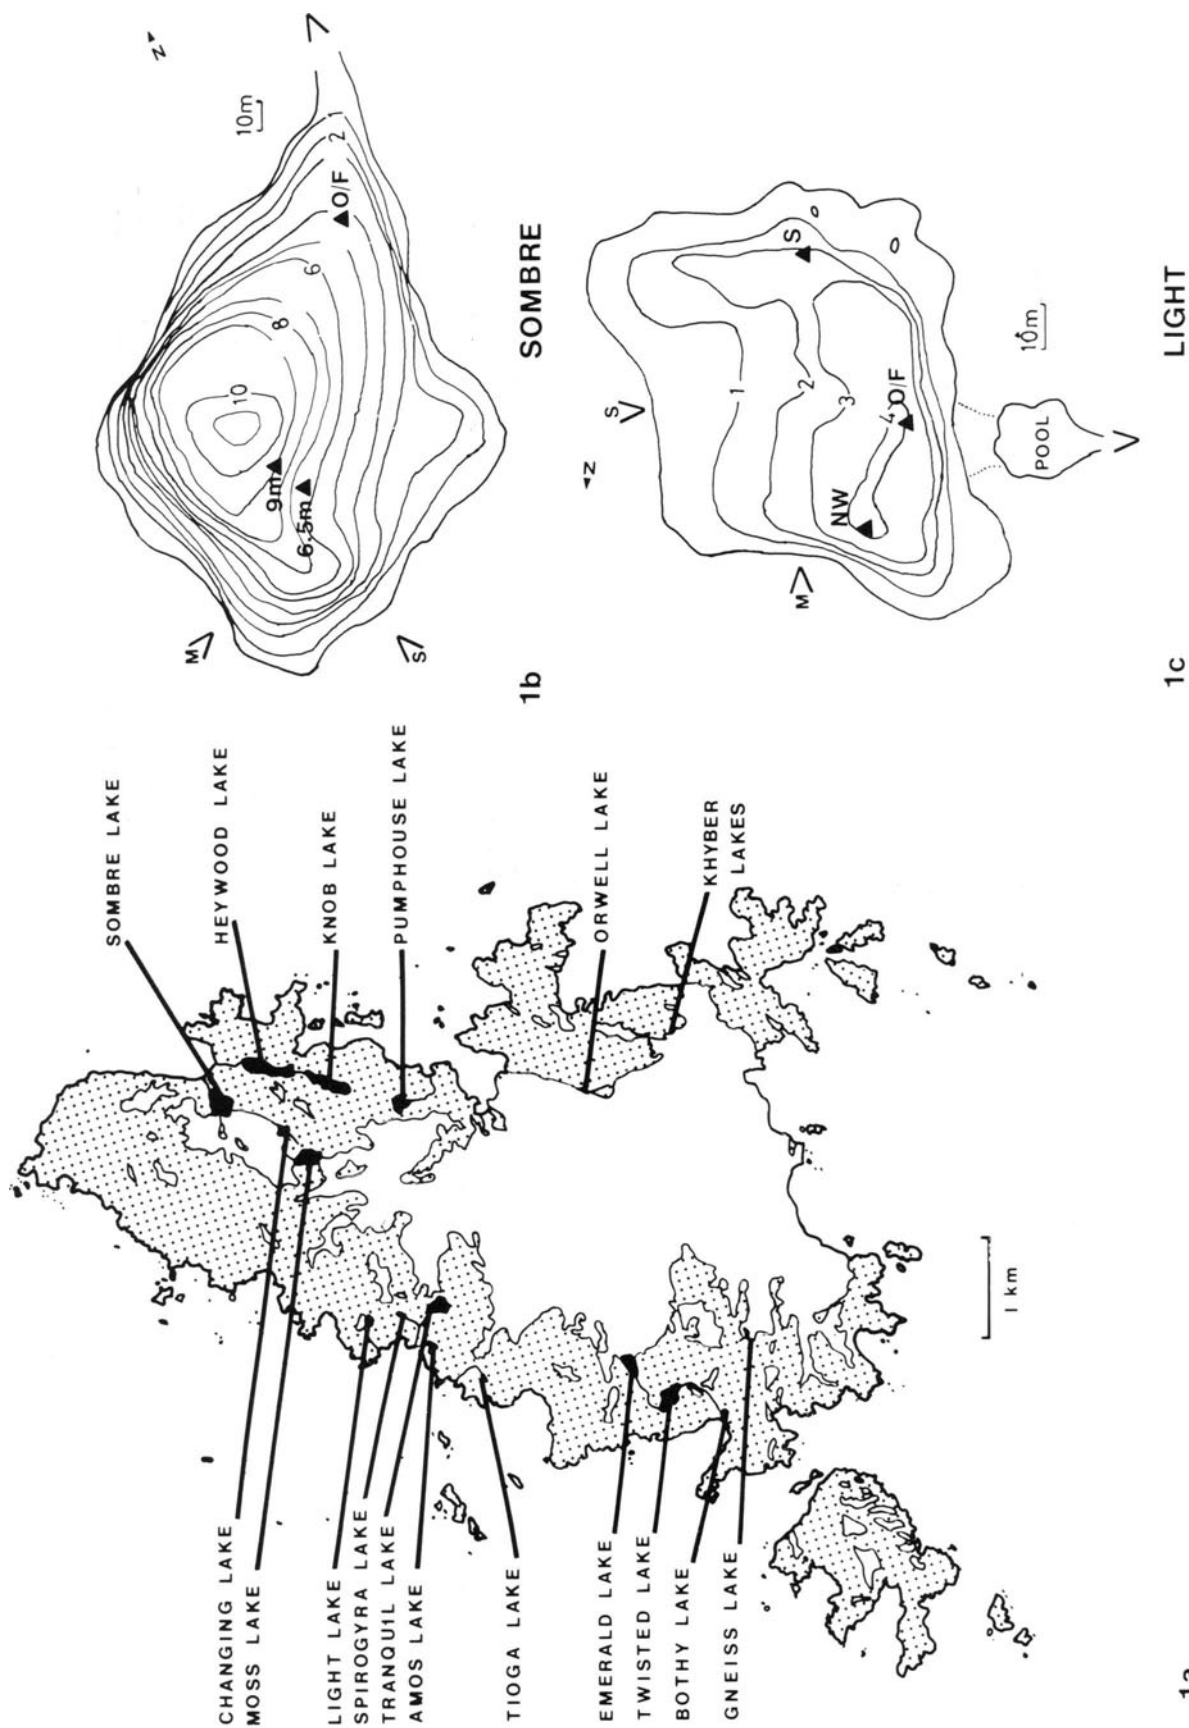 SOMBRE LAKE
HEYWOOD LAKE
KNOB LAKE
PUMPHOUSE LAKE
ORWELL LAKE
KHYBER
LAKES
CHANGING LAKE
MOSS LAKE
LIGHT LAKE
SPIROGYRA LAKE
TRANQUIL LAKE
AMOS LAKE
TIOGA LAKE
EMERALD LAKE
TWISTED LAKE
BOTHY LAKE
GNEISS LAKE
1 km
1a
N
10m
M
S
10
8
6
2
1
9m
6.5m
O/F
1b
SOMBRE
N
S
M
1
2
3
4
S
NW
O/F
10m
POOL
1c
LIGHT